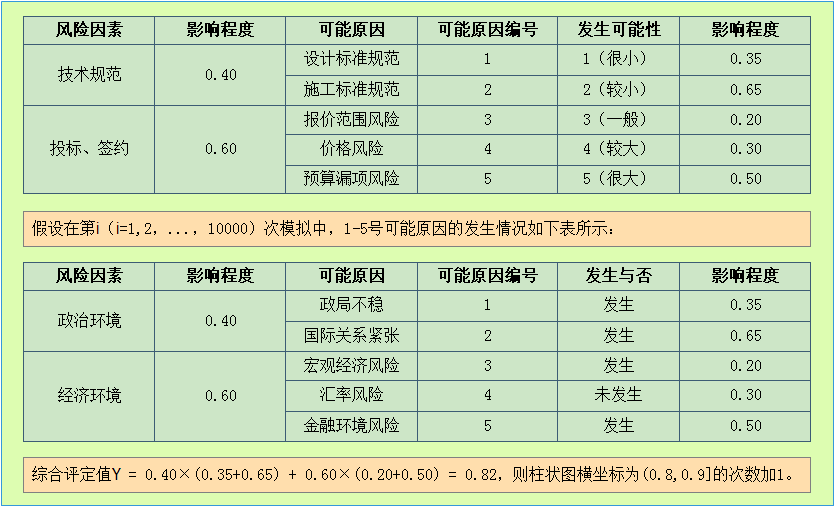 风险因素 影响程度 可能原因 可能原因编号 发生可能性 影响程度
技术规范 0.40 设计标准规范 1 1（很小） 0.35
施工标准规范 2 2（较小） 0.65
投标、签约 0.60 报价范围风险 3 3（一般） 0.20
价格风险 4 4（较大） 0.30
预算漏项风险 5 5（很大） 0.50
假设在第i（i=1,2，...，10000）次模拟中，1-5号可能原因的发生情况如下表所示：
风险因素 影响程度 可能原因 可能原因编号 发生与否 影响程度
政治环境 0.40 政局不稳 1 发生 0.35
国际关系紧张 2 发生 0.65
经济环境 0.60 宏观经济风险 3 发生 0.20
汇率风险 4 未发生 0.30
金融环境风险 5 发生 0.50
综合评定值Y = 0.40×(0.35+0.65) + 0.60×(0.20+0.50) = 0.82，则柱状图横坐标为(0.8,0.9]的次数加1。